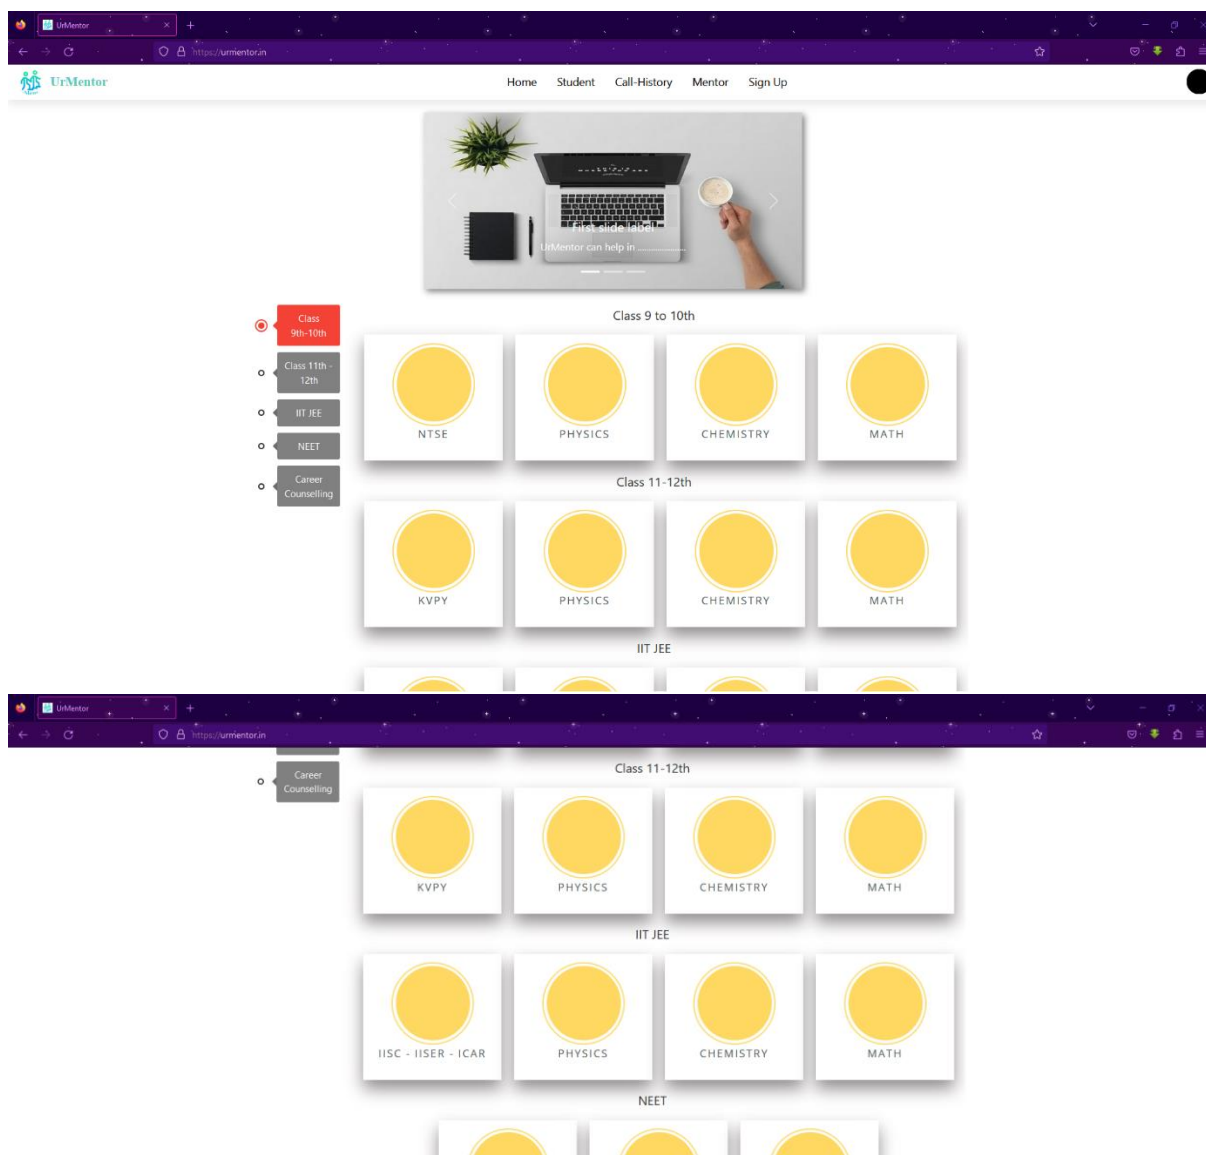 UrMentor
https://urmentor.in
UrMentor
Home Student Call-History Mentor Sign Up
First slide label
UrMentor can help in ....................
Class 9 to 10th
Class
9th-10th
Class 11th -
12th
IIT JEE
NEET
Career
Counselling
NTSE PHYSICS CHEMISTRY MATH
Class 11-12th
KVPY PHYSICS CHEMISTRY MATH
IIT JEE
UrMentor
https://urmentor.in
Career
Counselling
Class 11-12th
KVPY PHYSICS CHEMISTRY MATH
IIT JEE
IISC - IISER - ICAR PHYSICS CHEMISTRY MATH
NEET